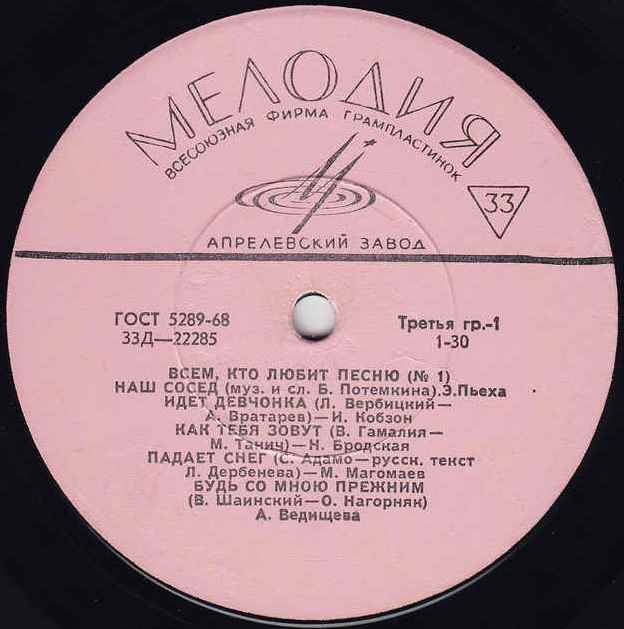 МЕЛОДИЯ
ВСЕСОЮЗНАЯ ФИРМА ГРАМПЛАСТИНОК
33
АПРЕЛЕВСКИЙ ЗАВОД
ГОСТ 5289-68
Третья гр.-1
33Д—22285
1-30
ВСЕМ, КТО ЛЮБИТ ПЕСНЮ (№ 1)
НАШ СОСЕД (муз. и сл. Б. Потемкина). Э.Пьеха
ИДЕТ ДЕВЧОНКА (Л. Вербицкий—
А. Вратарев)—И. Кобзон
КАК ТЕБЯ ЗОВУТ (В. Гамалия—
М. Танич)—Н. Бродская
ПАДАЕТ СНЕГ (С. Адамо—русск. текст
Л. Дербенева)—М. Магомаев
БУДЬ СО МНОЮ ПРЕЖНИМ
(В. Шаинский—О. Нагорняк)
А. Ведищева